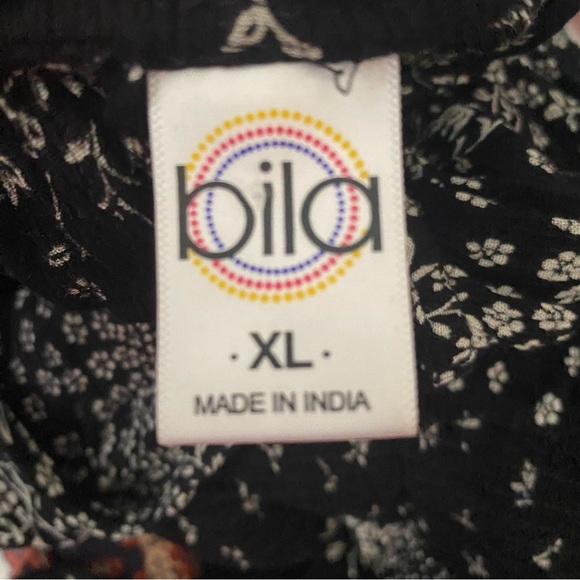 bila
· XL ·
MADE IN INDIA